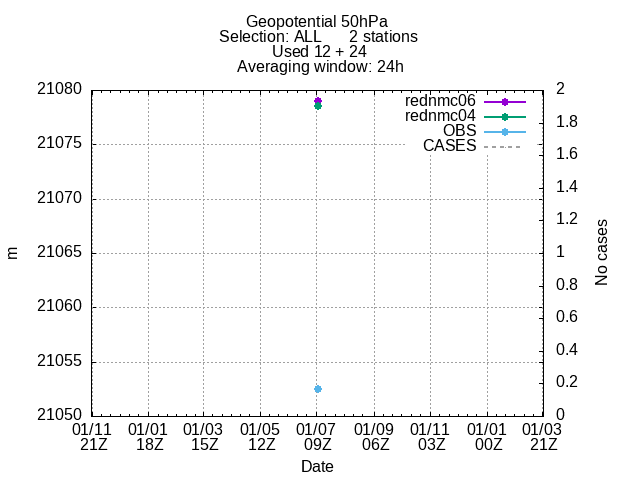 Geopotential 50hPa
Selection: ALL 2 stations
Used 12 + 24
Averaging window: 24h
21080
21075
21070
21065
21060
21055
21050
m
2
1.8
1.6
1.4
1.2
1
0.8
0.6
0.4
0.2
0
No cases
rednmc06
rednmc04
OBS
CASES
01/11 01/01 01/03 01/05 01/07 01/09 01/11 01/01 01/03
21Z 18Z 15Z 12Z 09Z 06Z 03Z 00Z 21Z
Date